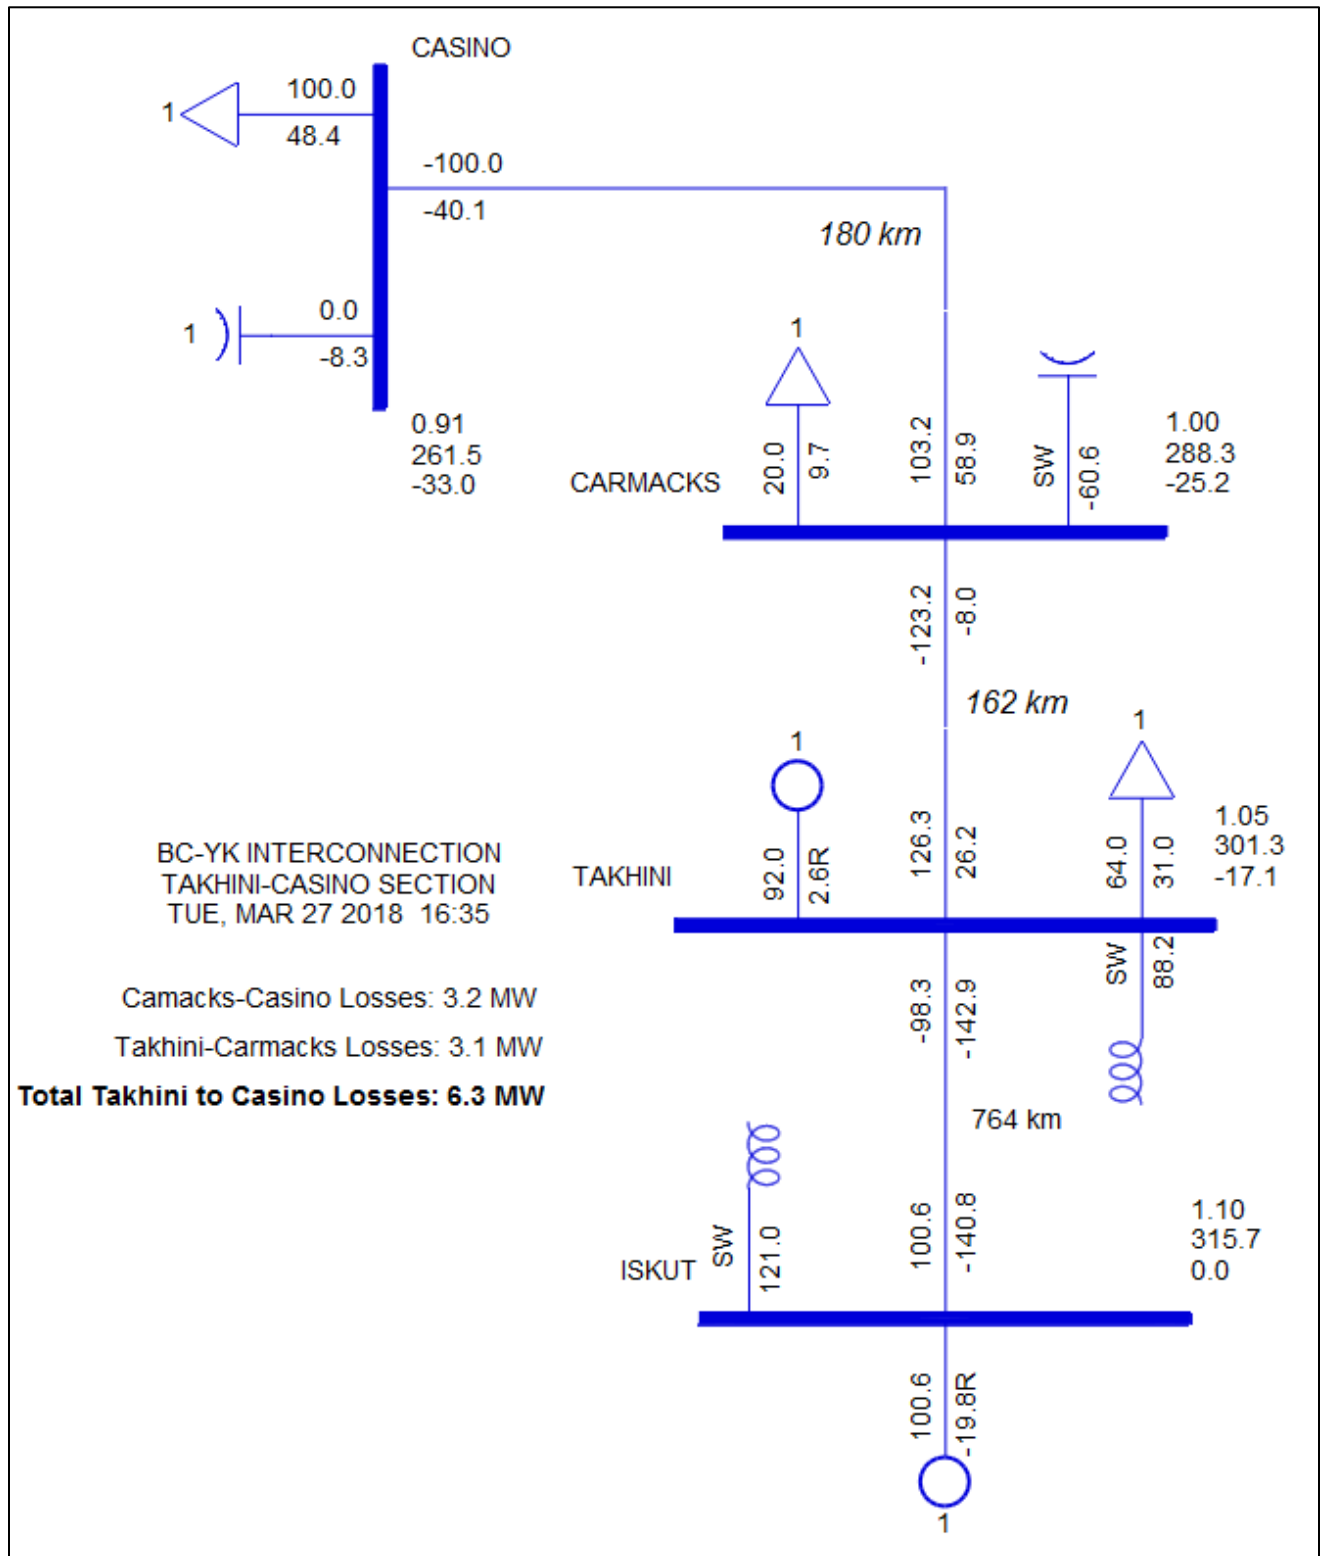 CASINO
100.0
1
48.4
-100.0
-40.1
180 km
0.0
1
-8.3
0.91
261.5
-33.0
1
20.0
9.7
103.2
58.9
SW
-60.6
1.00
288.3
-25.2
CARMACKS
-123.2
-8.0
162 km
1
1
92.0
2.6R
126.3
26.2
64.0
31.0
1.05
301.3
-17.1
TAKHINI
BC-YK INTERCONNECTION
TAKHINI-CASINO SECTION
TUE, MAR 27 2018 16:35
-98.3
-142.9
SW
88.2
Camacks-Casino Losses: 3.2 MW
Takhini-Carmacks Losses: 3.1 MW
Total Takhini to Casino Losses: 6.3 MW
764 km
SW
121.0
100.6
-140.8
1.10
315.7
0.0
ISKUT
100.6
-19.8R
1